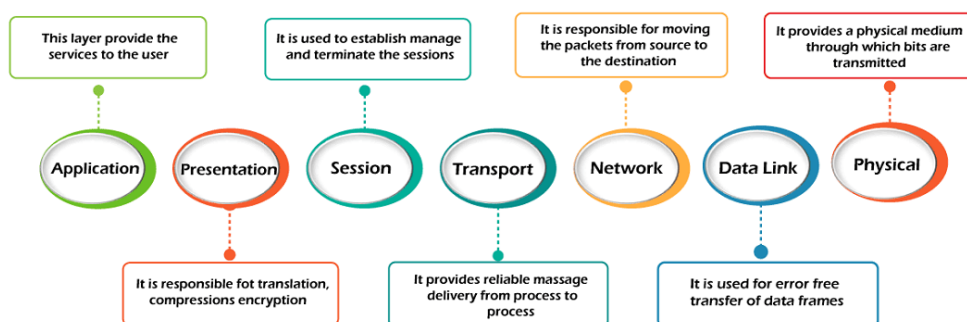 This layer provide the
services to the user
It is used to establish manage
and terminate the sessions
It is responsible for moving
the packets from source to
the destination
It provides a physical medium
through which bits are
transmitted
Application
Presentation
Session
Transport
Network
Data Link
Physical
It is responsible fot translation,
compressions encryption
It provides reliable massage
delivery from process to
process
It is used for error free
transfer of data frames